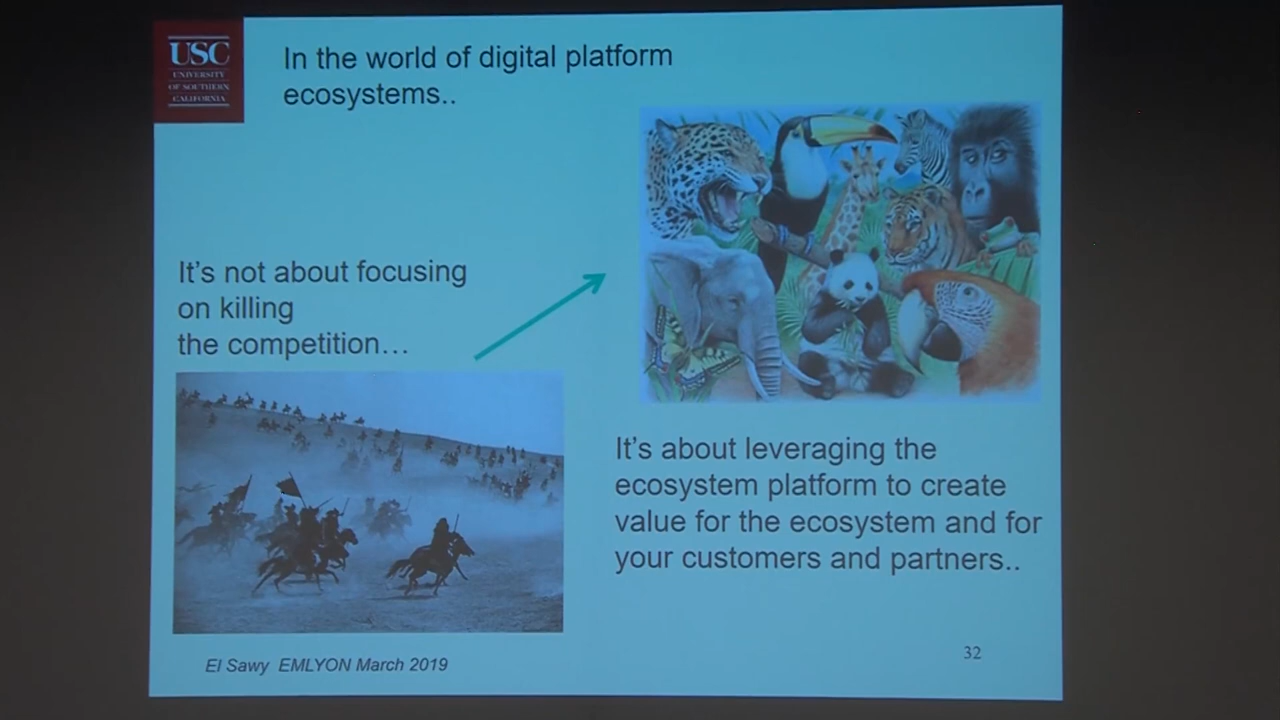 USC
UNIVERSITY
OF SOUTHERN
CALIFORNIA
In the world of digital platform
ecosystems..
It's not about focusing
on killing
the competition…
It's about leveraging the
ecosystem platform to create
value for the ecosystem and for
your customers and partners..
El Sawy EMLYON March 2019
32